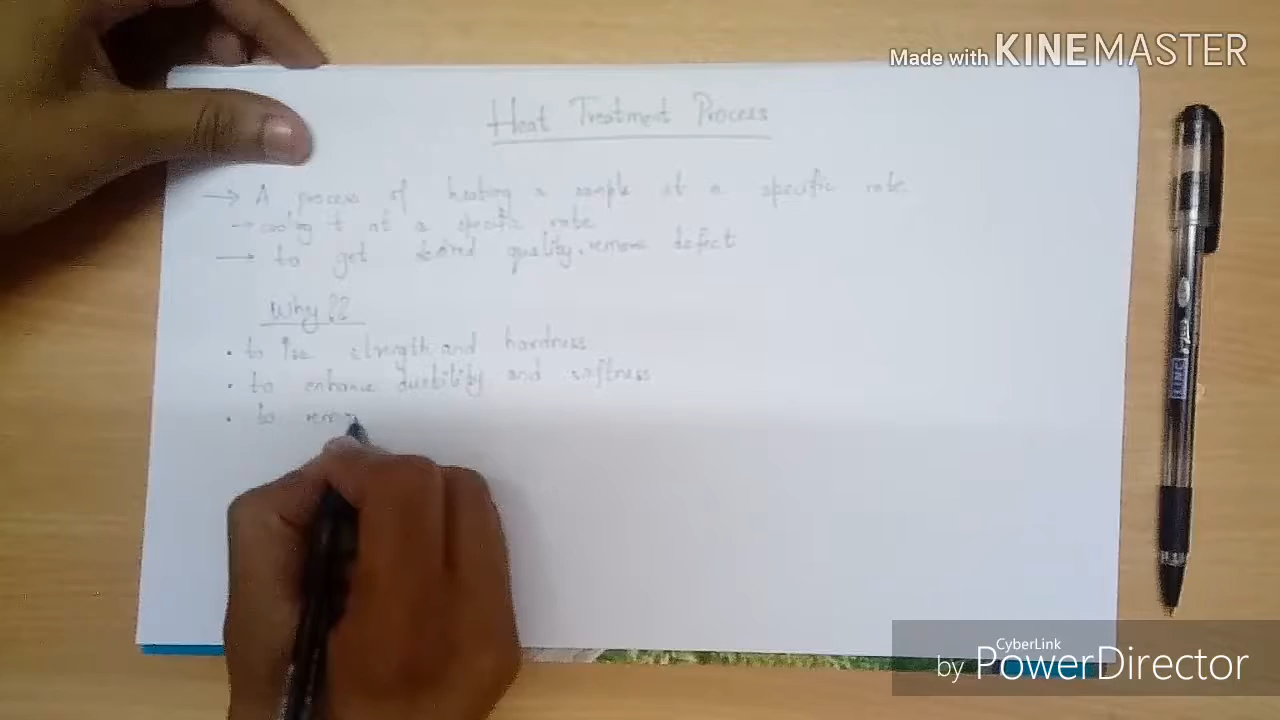 Made with KINEMASTER
Heat Treatment Process
→ A process of heating a sample at a specific rate
→ cooling it at a specific rate
→ to get desired quality, remove defect
Why ??
• to strength and hardness
• to enhance ductility and softness
• to
CyberLink
by PowerDirector